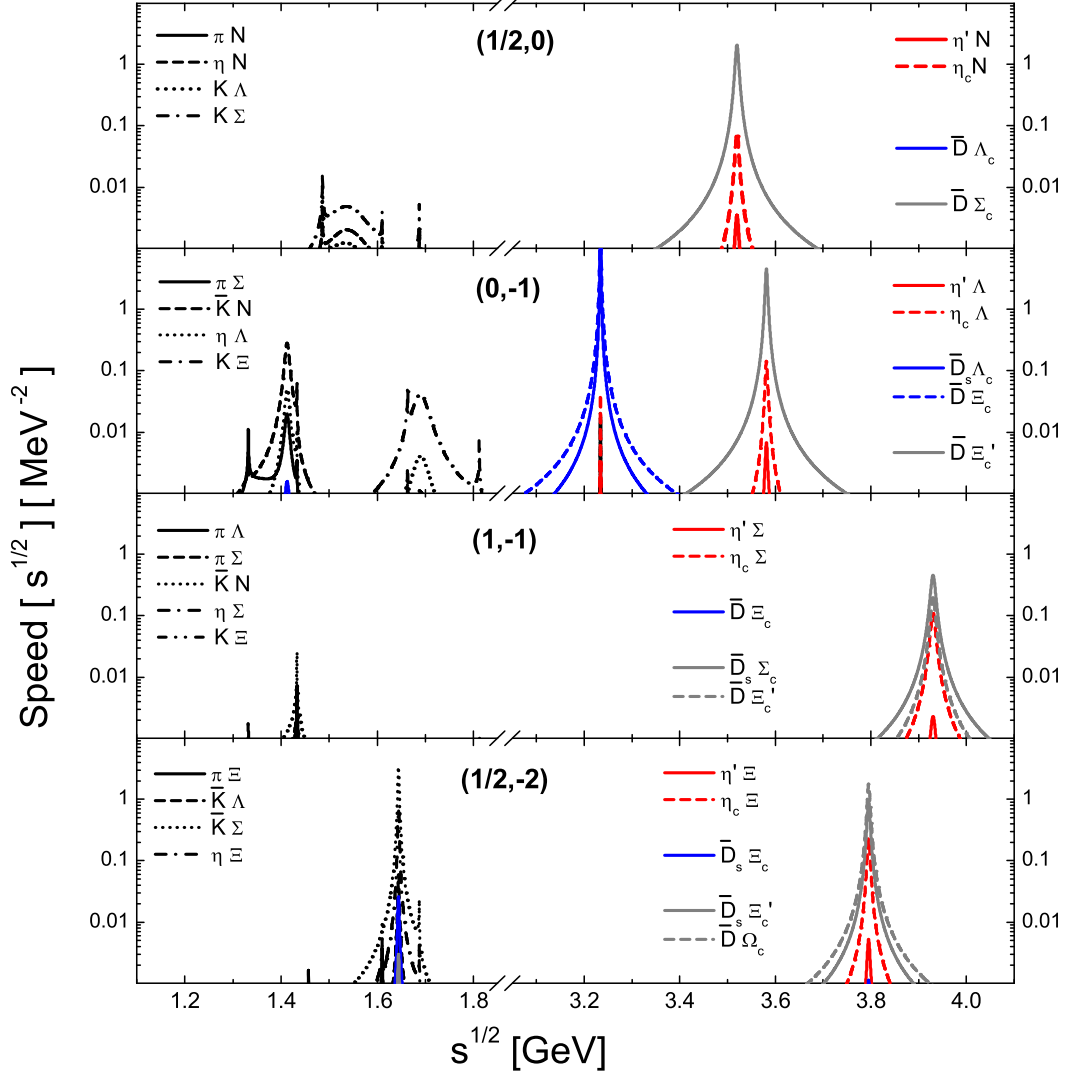 (1/2,0)
π N
η N
K Λ
K Σ
η' N
η_c N
D̅ Λ_c
D̅ Σ_c
1
0.1
0.01
1
0.1
0.01
(0,-1)
π Σ
K̅ N
η Λ
K Ξ
η' Λ
η_c Λ
D̅_s Λ_c
D̅ Ξ_c
D̅ Ξ_c'
1
0.1
0.01
1
0.1
0.01
(1,-1)
π Λ
π Σ
K̅ N
η Σ
K Ξ
η' Σ
η_c Σ
D̅ Ξ_c
D̅_s Σ_c
D̅ Ξ_c'
1
0.1
0.01
1
0.1
0.01
(1/2,-2)
π Ξ
K̅ Λ
K̅ Σ
η Ξ
η' Ξ
η_c Ξ
D̅_s Ξ_c
D̅_s Ξ_c'
D̅ Ω_c
1
0.1
0.01
1
0.1
0.01
1.2 1.4 1.6 1.8 3.2 3.4 3.6 3.8 4.0
s^{1/2} [GeV]
Speed [ s^{1/2} ] [ MeV^{-2} ]